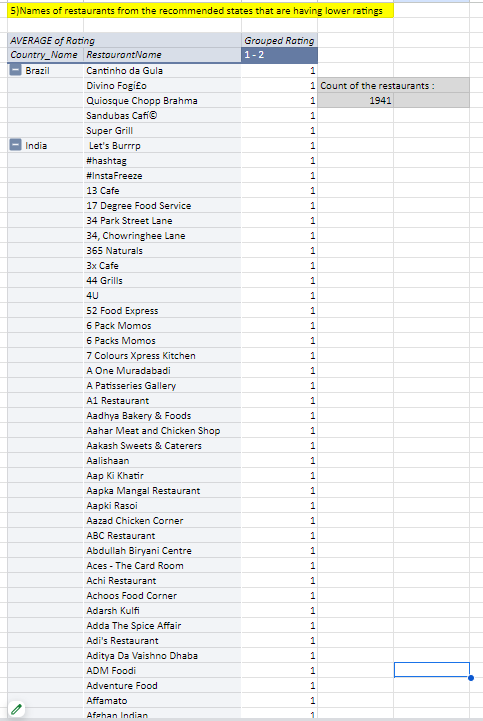 5)Names of restaurants from the recommended states that are having lower ratings
AVERAGE of Rating Grouped Rating
Country_Name RestaurantName 1 - 2
Brazil Cantinho da Gula 1
Divino Fogí£o 1 Count of the restaurants :
Quiosque Chopp Brahma 1 1941
Sandubas Cafí© 1
Super Grill 1
India Let's Burrrp 1
#hashtag 1
#InstaFreeze 1
13 Cafe 1
17 Degree Food Service 1
34 Park Street Lane 1
34, Chowringhee Lane 1
365 Naturals 1
3x Cafe 1
44 Grills 1
4U 1
52 Food Express 1
6 Pack Momos 1
6 Packs Momos 1
7 Colours Xpress Kitchen 1
A One Muradabadi 1
A Patisseries Gallery 1
A1 Restaurant 1
Aadhya Bakery & Foods 1
Aahar Meat and Chicken Shop 1
Aakash Sweets & Caterers 1
Aalishaan 1
Aap Ki Khatir 1
Aapka Mangal Restaurant 1
Aapki Rasoi 1
Aazad Chicken Corner 1
ABC Restaurant 1
Abdullah Biryani Centre 1
Aces - The Card Room 1
Achi Restaurant 1
Achoos Food Corner 1
Adarsh Kulfi 1
Adda The Spice Affair 1
Adi's Restaurant 1
Aditya Da Vaishno Dhaba 1
ADM Foodi 1
Adventure Food 1
Affamato 1
Afghan Indian 1